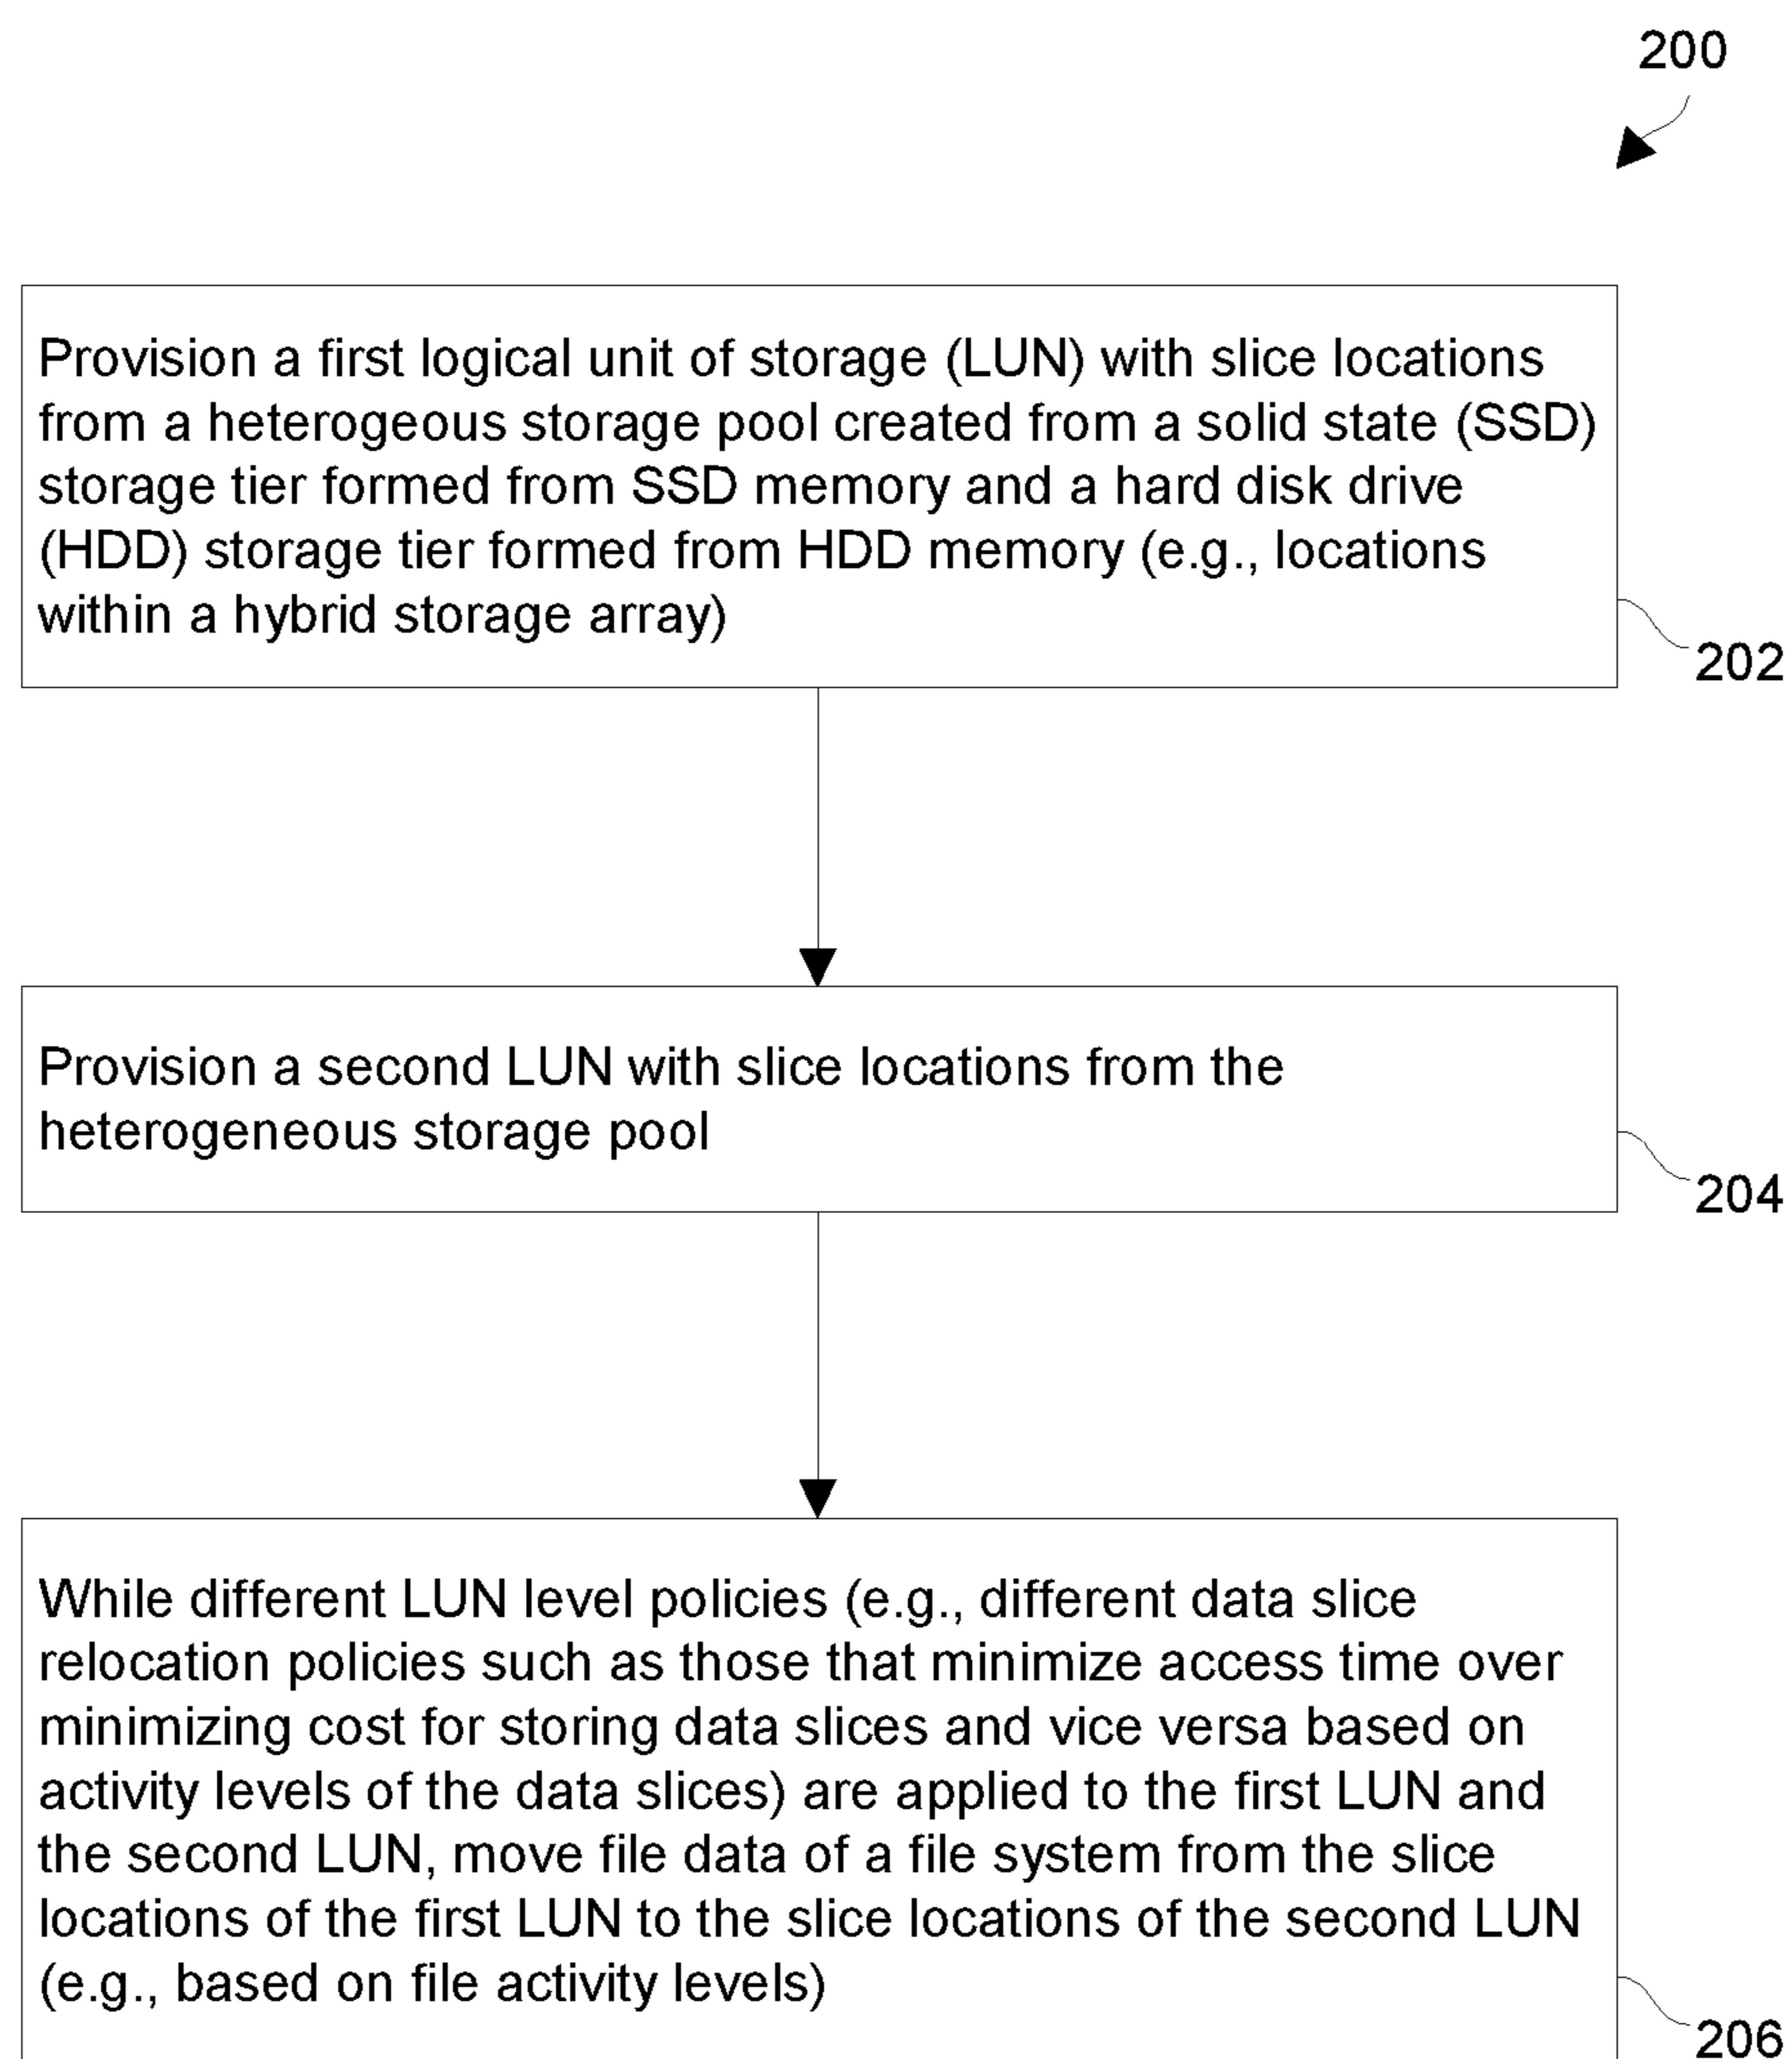 200
Provision a first logical unit of storage (LUN) with slice locations
from a heterogeous storage pool created from a solid state (SSD)
storage tier formed from SSD memory and a hard disk drive
(HDD) storage tier formed from HDD memory (e.g., locations
within a hybrid storage array)
202
Provision a second LUN with slice locations from the
heterogeneous storage pool
204
While different LUN level policies (e.g., different data slice
relocation policies such as those that minimize access time over
minimizing cost for storing data slices and vice versa based on
activity levels of the data slices) are applied to the first LUN and
the second LUN, move file data of a file system from the slice
locations of the first LUN to the slice locations of the second LUN
(e.g., based on file activity levels)
206